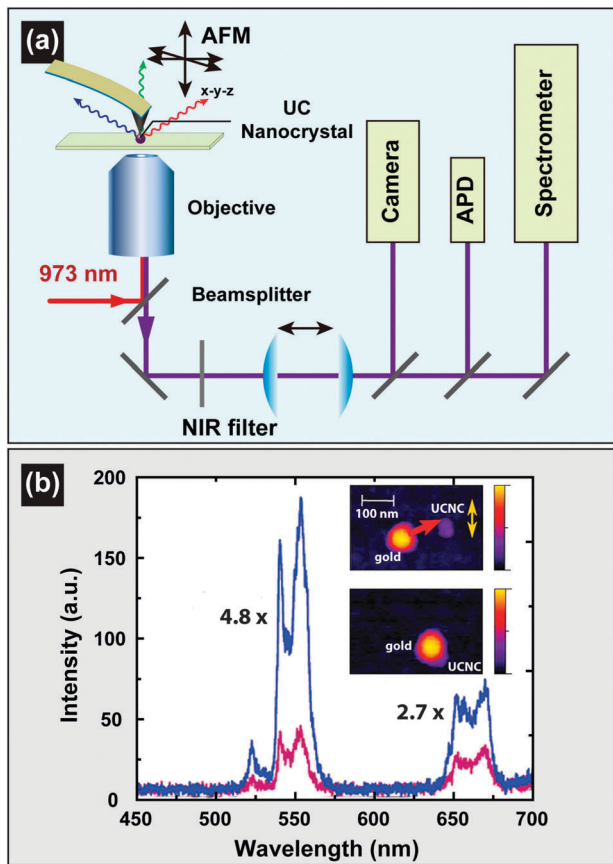 (a)
AFM
x-y-z
UC
Nanocrystal
Objective
973 nm
Beamsplitter
NIR filter
Camera
APD
Spectrometer
(b)
200
150
100
50
0
Intensity (a.u.)
4.8 x
2.7 x
100 nm
UCNC
gold
gold
UCNC
450
500
550
600
650
700
Wavelength (nm)